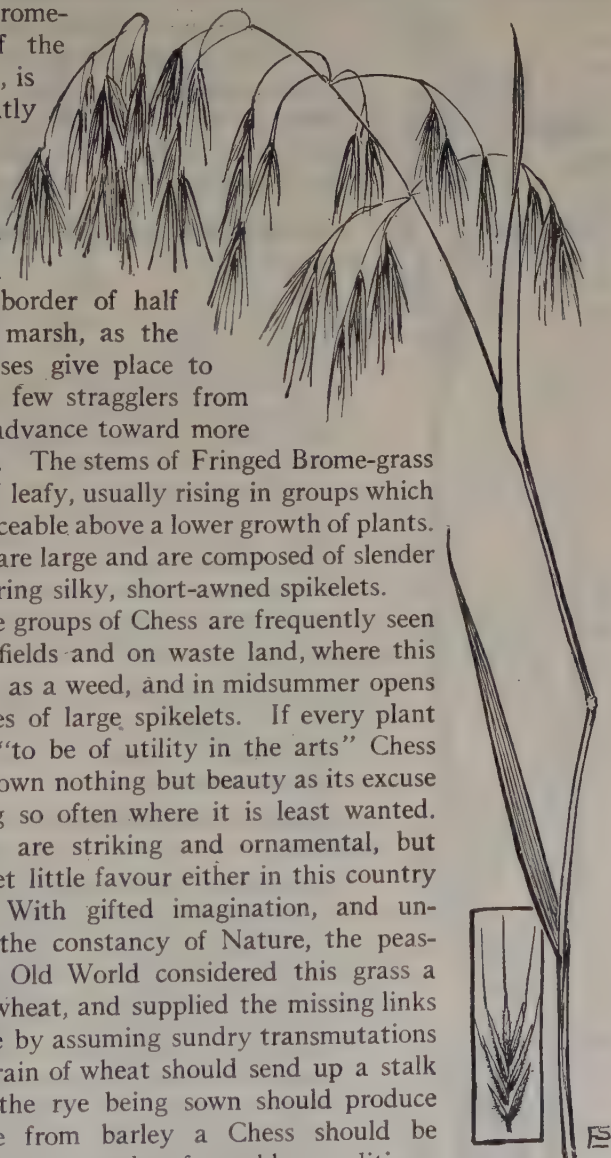 rome-
f the
, is
tly
border of half
marsh, as the
ses give place to
few stragglers from
advance toward more
. The stems of Fringed Brome-grass
leafy, usually rising in groups which
ceable above a lower growth of plants.
are large and are composed of slender
ring silky, short-awned spikelets.
e groups of Chess are frequently seen
fields and on waste land, where this
as a weed, and in midsummer opens
es of large spikelets. If every plant
“to be of utility in the arts” Chess
own nothing but beauty as its excuse
g so often where it is least wanted.
are striking and ornamental, but
et little favour either in this country
With gifted imagination, and un-
the constancy of Nature, the peas-
Old World considered this grass a
wheat, and supplied the missing links
e by assuming sundry transmutations
rain of wheat should send up a stalk
the rye being sown should produce
e from barley a Chess should be